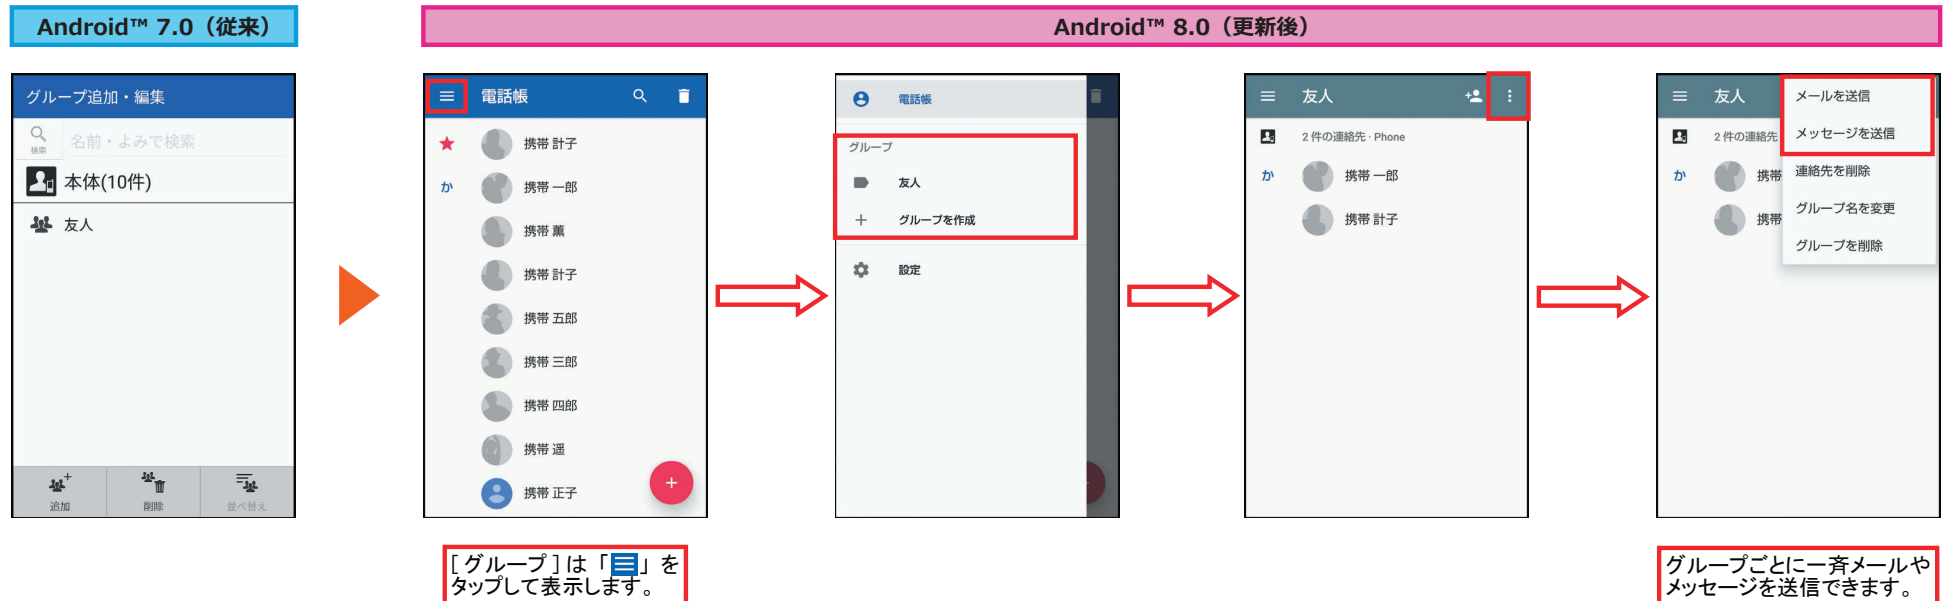 Android™ 7.0（従来）
Android™ 8.0（更新後）
グループ追加・編集
検索
名前・よみで検索
本体(10件)
友人
追加
削除
並べ替え
電話帳
携帯 計子
か
携帯 一郎
携帯 薫
携帯 計子
携帯 五郎
携帯 三郎
携帯 四郎
携帯 遥
携帯 正子
[グループ]は「」を
タップして表示します。
電話帳
グループ
友人
グループを作成
設定
友人
2 件の連絡先 · Phone
か
携帯 一郎
携帯 計子
友人
2 件の連絡先
か
携帯
携帯
メールを送信
メッセージを送信
連絡先を削除
グループ名を変更
グループを削除
グループごとに一斉メールや
メッセージを送信できます。